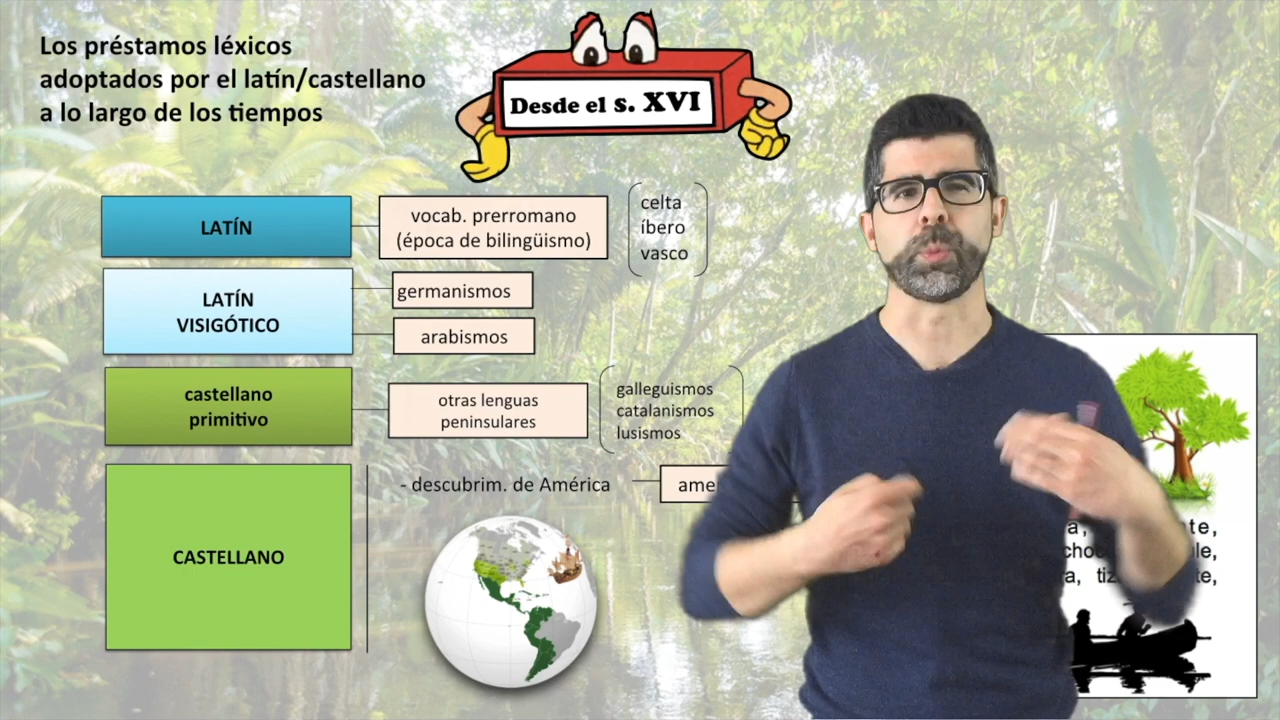 Los préstamos léxicos
adoptados por el latín/castellano
a lo largo de los tiempos
Desde el s. XVI
LATÍN
vocab. prerromano
(época de bilingüismo)
celta
íbero
vasco
LATÍN
VISIGÓTICO
germanismos
arabismos
castellano
primitivo
otras lenguas
peninsulares
galleguismos
catalanismos
lusismos
CASTELLANO
- descubrim. de América